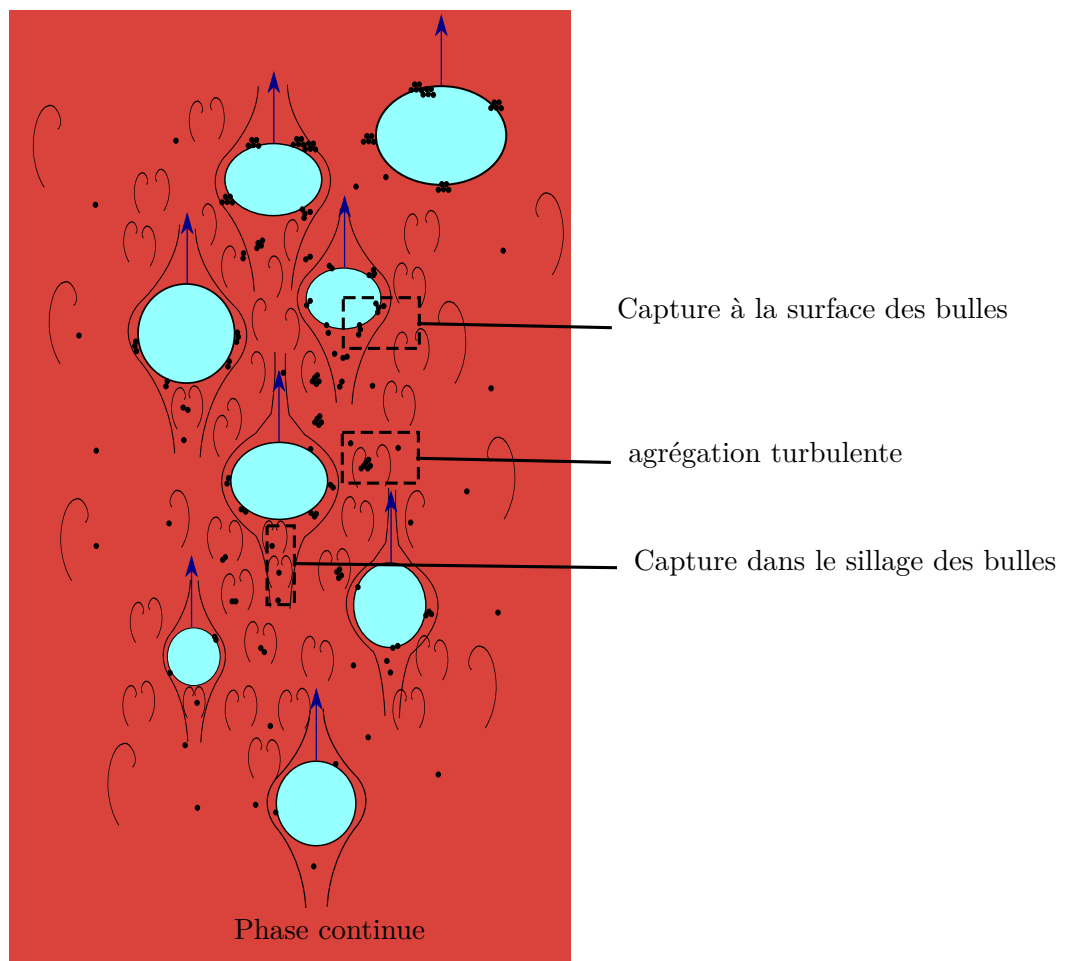 Capture à la surface des bulles
agrégation turbulente
Capture dans le sillage des bulles
Phase continue